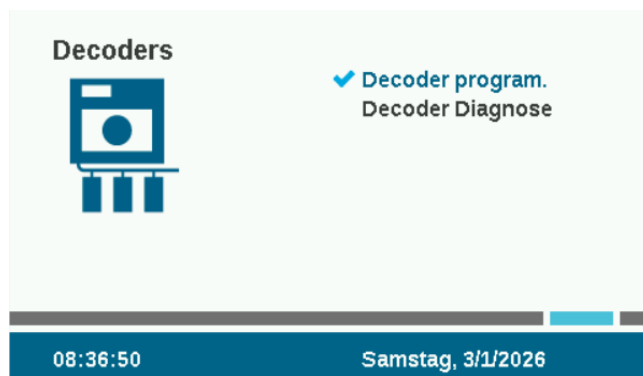 Decoders
Decoder program.
Decoder Diagnose
08:36:50
Samstag, 3/1/2026